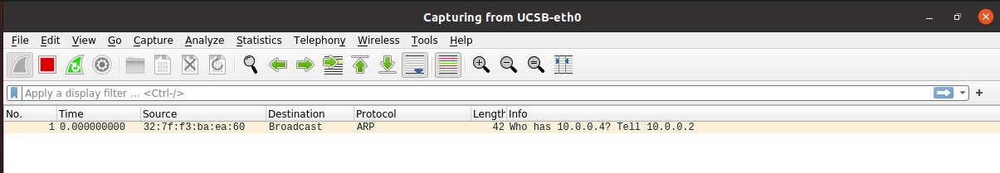 Capturing from UCSB-eth0
File Edit View Go Capture Analyze Statistics Telephony Wireless Tools Help
Apply a display filter ... <Ctrl-/>
No. Time Source Destination Protocol Length Info
1 0.000000000 32:7f:f3:ba:ea:60 Broadcast ARP 42 Who has 10.0.0.4? Tell 10.0.0.2